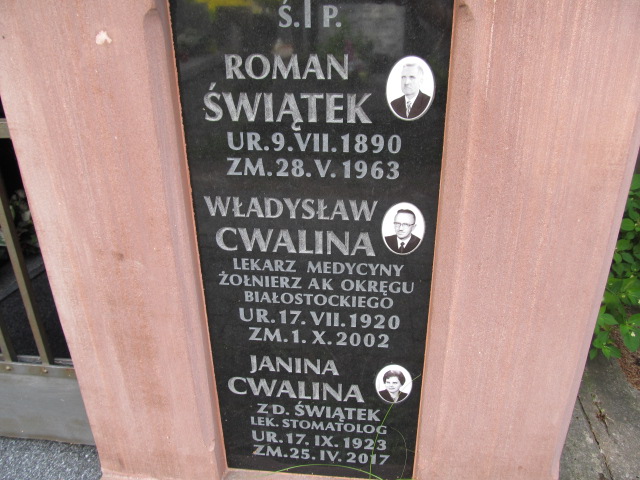 Ś.†P.
ROMAN
ŚWIĄTEK
UR.9.VII.1890
ZM.28.V.1963
WŁADYSŁAW
CWALINA
LEKARZ MEDYCYNY
ŻOŁNIERZ AK OKRĘGU
BIAŁOSTOCKIEGO
UR.17.VII.1920
ZM.1.X.2002
JANINA
CWALINA
ZD. ŚWIĄTEK
LEK. STOMATOLOG
UR.17.IX.1923
ZM.25.IV.2017